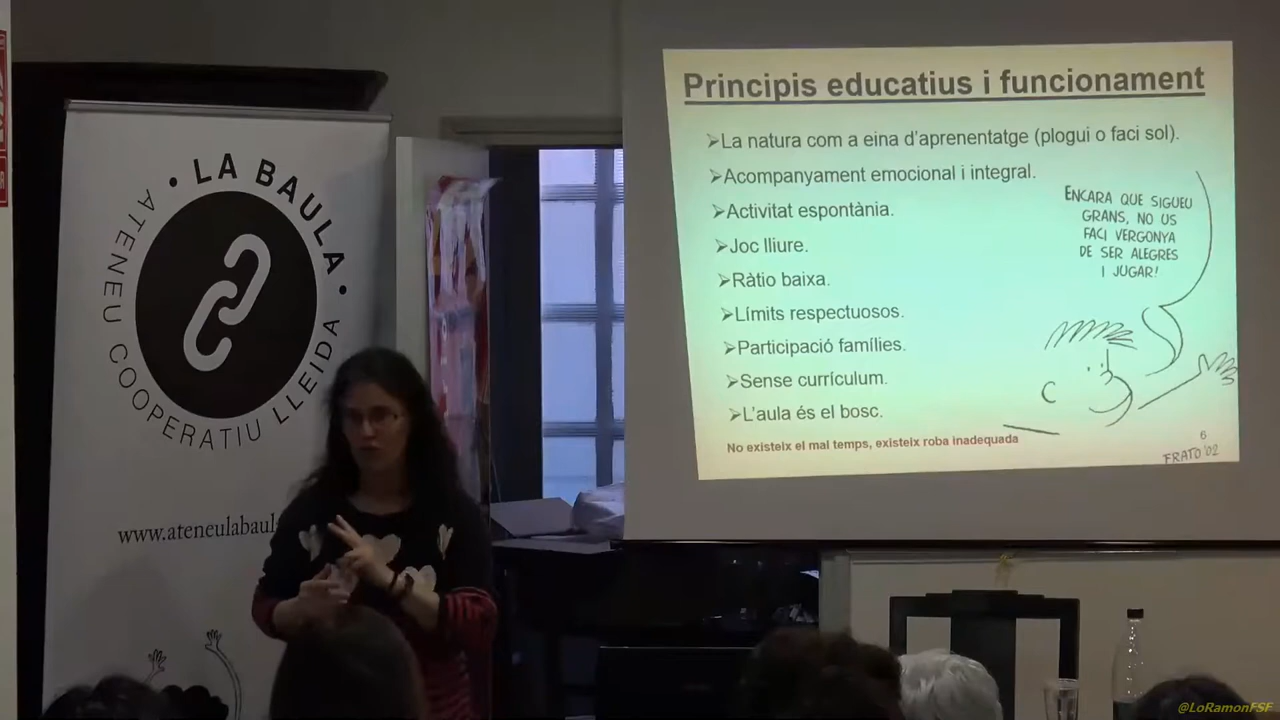 LA BAULA
ATENEU COOPERATIU LLEIDA
www.ateneulabaul
Principis educatius i funcionament
➢La natura com a eina d'aprenentatge (plogui o faci sol).
➢Acompanyament emocional i integral.
➢Activitat espontània.
➢Joc lliure.
➢Ràtio baixa.
➢Límits respectuosos.
➢Participació famílies.
➢Sense currículum.
➢L'aula és el bosc.
No existeix el mal temps, existeix roba inadequada
ENCARA QUE SIGUEU
GRANS, NO US
FACI VERGONYA
DE SER ALEGRES
I JUGAR!
6
FRATO '02
@LoRamonFSF